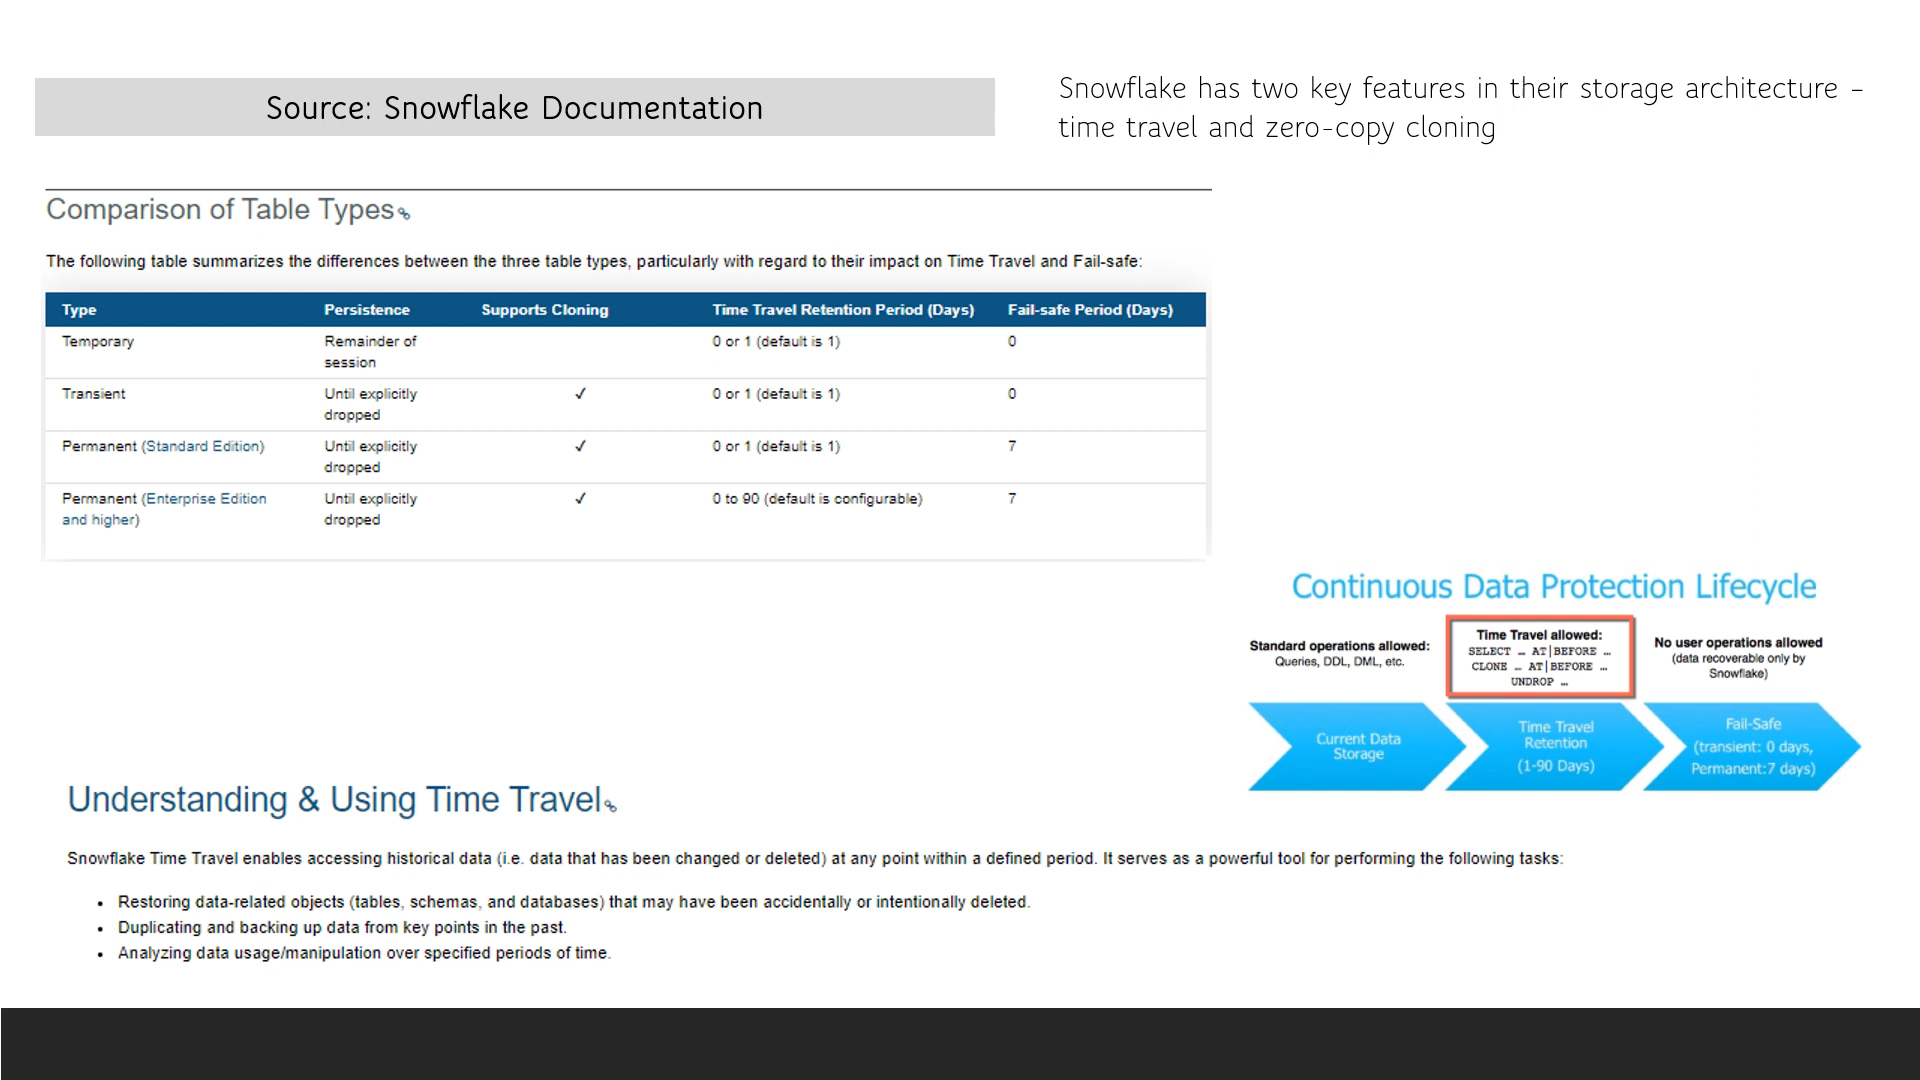 Source: Snowflake Documentation
Snowflake has two key features in their storage architecture –
time travel and zero-copy cloning
Comparison of Table Types
The following table summarizes the differences between the three table types, particularly with regard to their impact on Time Travel and Fail-safe:
Type Persistence Supports Cloning Time Travel Retention Period (Days) Fail-safe Period (Days)
Temporary Remainder of 0 or 1 (default is 1) 0
session
Transient Until explicitly ✓ 0 or 1 (default is 1) 0
dropped
Permanent (Standard Edition) Until explicitly ✓ 0 or 1 (default is 1) 7
dropped
Permanent (Enterprise Edition Until explicitly ✓ 0 to 90 (default is configurable) 7
and higher) dropped
Continuous Data Protection Lifecycle
Standard operations allowed:
Queries, DDL, DML, etc.
Time Travel allowed:
SELECT … AT|BEFORE …
CLONE … AT|BEFORE …
UNDROP …
No user operations allowed
(data recoverable only by
Snowflake)
Current Data
Storage
Time Travel
Retention
(1-90 Days)
Fail-Safe
(transient: 0 days,
Permanent:7 days)
Understanding & Using Time Travel
Snowflake Time Travel enables accessing historical data (i.e. data that has been changed or deleted) at any point within a defined period. It serves as a powerful tool for performing the following tasks:
• Restoring data-related objects (tables, schemas, and databases) that may have been accidentally or intentionally deleted.
• Duplicating and backing up data from key points in the past.
• Analyzing data usage/manipulation over specified periods of time.